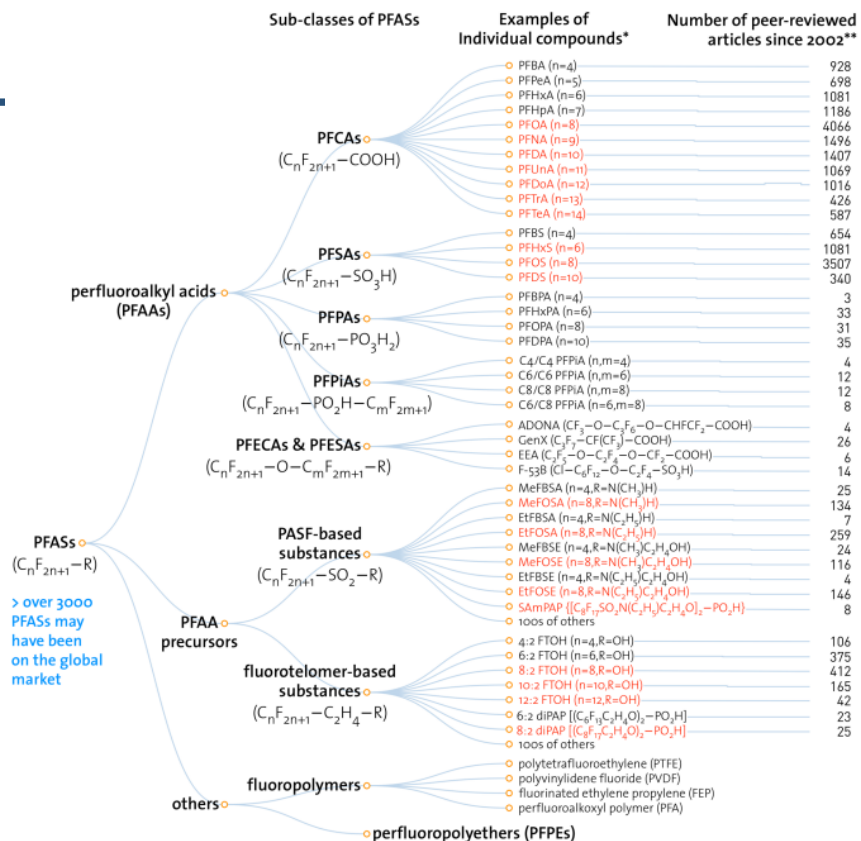 Sub-classes of PFASs
Examples of
Individual compounds*
Number of peer-reviewed
articles since 2002**
PFCAs
(CₙF₂ₙ₊₁–COOH)
PFBA (n=4) 928
PFPeA (n=5) 698
PFHxA (n=6) 1081
PFHpA (n=7) 1186
PFOA (n=8) 4066
PFNA (n=9) 1496
PFDA (n=10) 1407
PFUnA (n=11) 1069
PFDoA (n=12) 1016
PFTrA (n=13) 426
PFTeA (n=14) 587
PFSAs
(CₙF₂ₙ₊₁–SO₃H)
PFBS (n=4) 654
PFHxS (n=6) 1081
PFOS (n=8) 3507
PFDS (n=10) 340
perfluoroalkyl acids
(PFAAs)
PFPAs
(CₙF₂ₙ₊₁–PO₃H₂)
PFBPA (n=4) 3
PFHxPA (n=6) 33
PFOPA (n=8) 31
PFDPA (n=10) 35
PFPiAs
(CₙF₂ₙ₊₁–PO₂H–CₘF₂ₘ₊₁)
C4/C4 PFPiA (n,m=4) 4
C6/C6 PFPiA (n,m=6) 12
C8/C8 PFPiA (n,m=8) 12
C6/C8 PFPiA (n=6,m=8) 8
PFECAs & PFESAs
(CₙF₂ₙ₊₁–O–CₘF₂ₘ₊₁–R)
ADONA (CF₃–O–C₃F₆–O–CHFCF₂–COOH) 4
GenX (C₃F₇–CF(CF₃)–COOH) 26
EEA (C₂F₅–O–C₂F₄–O–CF₂–COOH) 6
F-53B (Cl–C₆F₁₂–O–C₂F₄–SO₃H) 14
PFASs
(CₙF₂ₙ₊₁–R)
> over 3000
PFASs may
have been
on the global
market
PASF-based
substances
(CₙF₂ₙ₊₁–SO₂–R)
MeFBSA (n=4,R=N(CH₃)H) 25
MeFOSA (n=8,R=N(CH₃)H) 134
EtFBSA (n=4,R=N(C₂H₅)H) 7
EtFOSA (n=8,R=N(C₂H₅)H) 259
MeFBSE (n=4,R=N(CH₃)C₂H₄OH) 24
MeFOSE (n=8,R=N(CH₃)C₂H₄OH) 116
EtFBSE (n=4,R=N(C₂H₅)C₂H₄OH) 4
EtFOSE (n=8,R=N(C₂H₅)C₂H₄OH) 146
SAmPAP {[C₈F₁₇SO₂N(C₂H₅)C₂H₄O]₂–PO₂H} 8
100s of others
PFAA
precursors
fluorotelomer-based
substances
(CₙF₂ₙ₊₁–C₂H₄–R)
4:2 FTOH (n=4,R=OH) 106
6:2 FTOH (n=6,R=OH) 375
8:2 FTOH (n=8,R=OH) 412
10:2 FTOH (n=10,R=OH) 165
12:2 FTOH (n=12,R=OH) 42
6:2 diPAP [(C₆F₁₃C₂H₄O)₂–PO₂H] 23
8:2 diPAP [(C₈F₁₇C₂H₄O)₂–PO₂H] 25
100s of others
others
fluoropolymers
polytetrafluoroethylene (PTFE)
polyvinylidene fluoride (PVDF)
fluorinated ethylene propylene (FEP)
perfluoroalkoxyl polymer (PFA)
perfluoropolyethers (PFPEs)